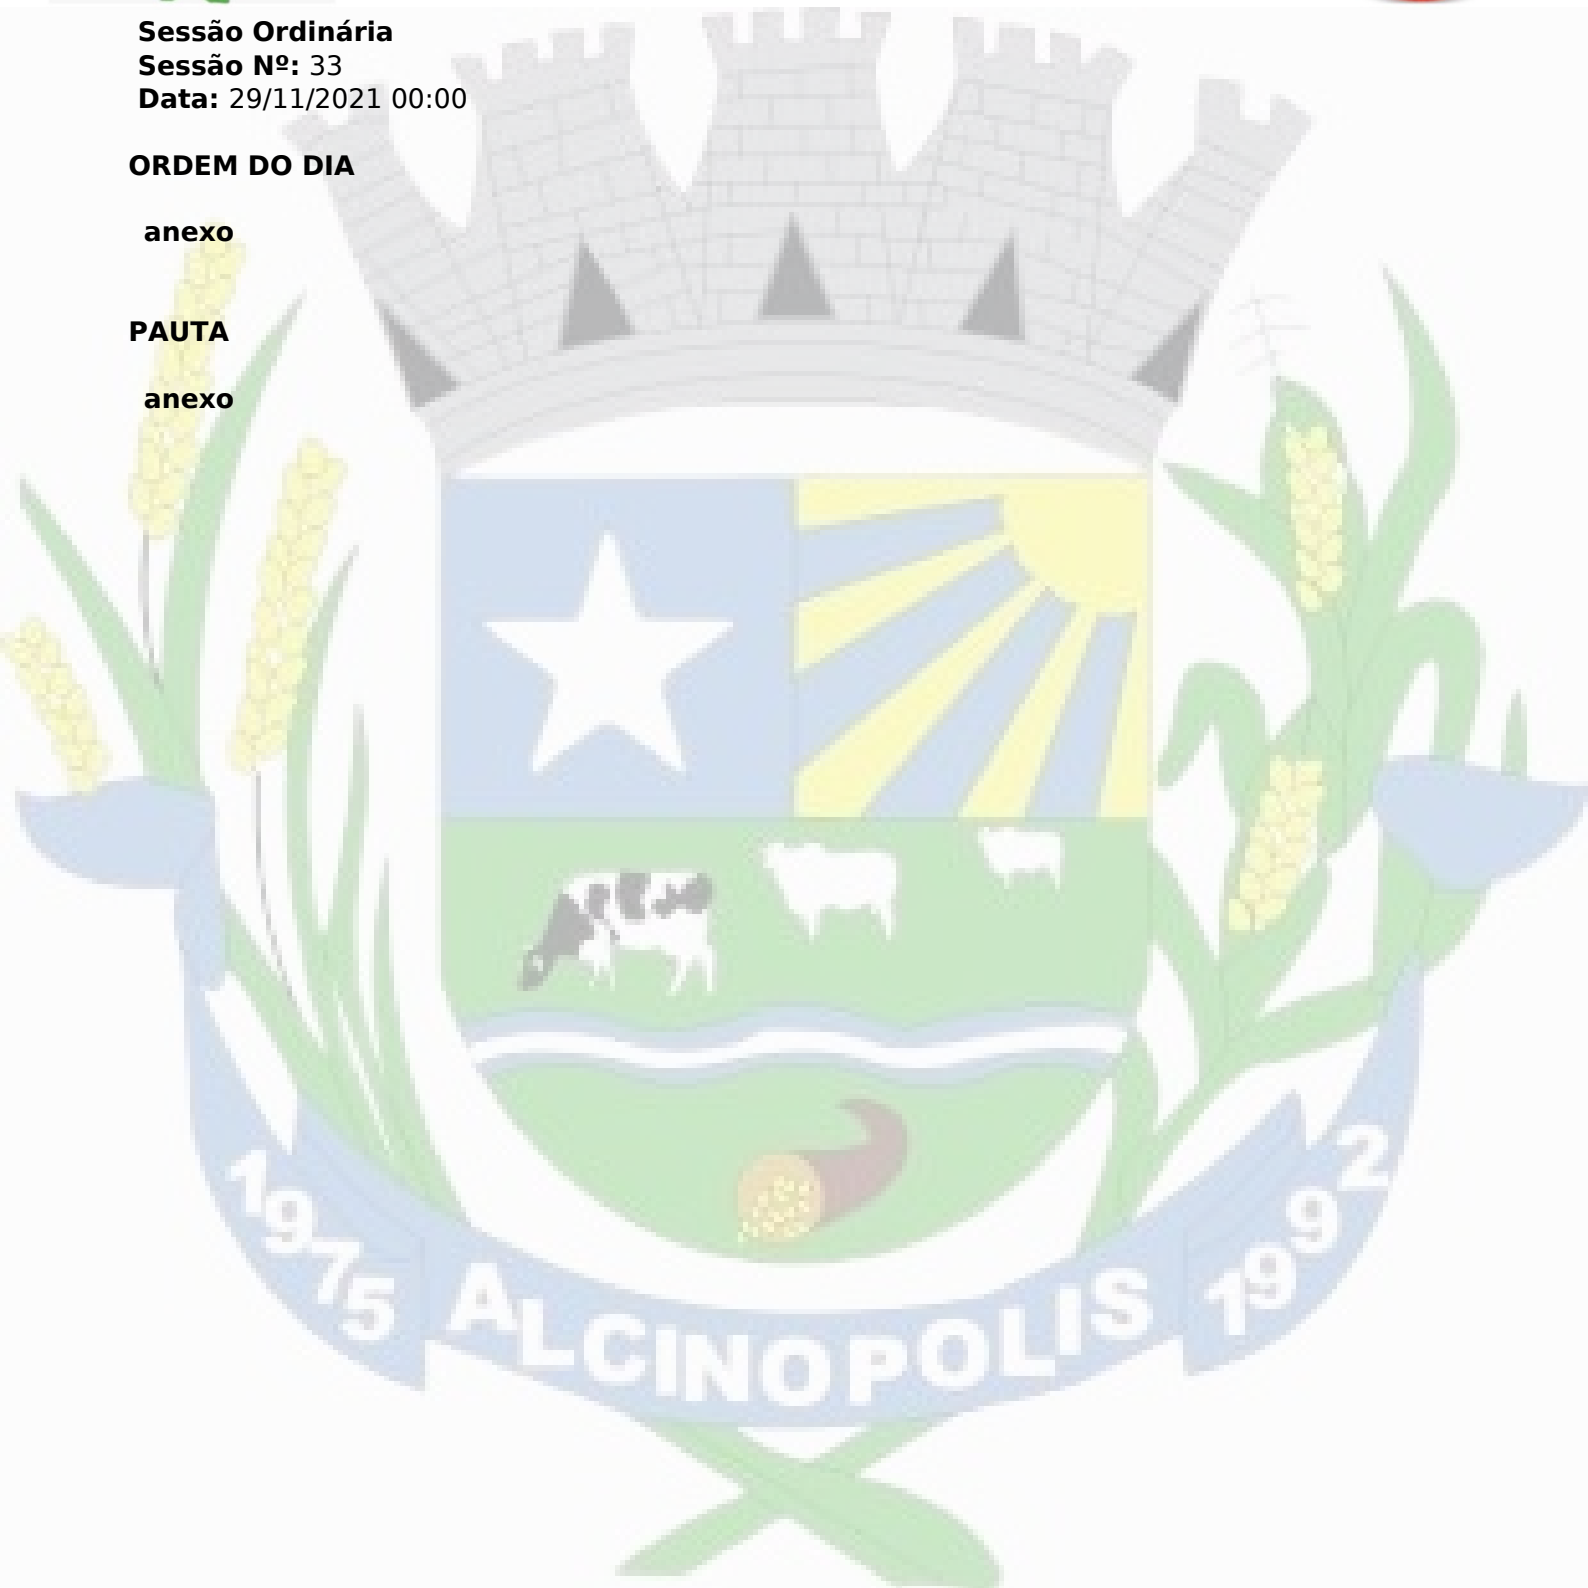 Sessão Ordinária
Sessão Nº: 33
Data: 29/11/2021 00:00
ORDEM DO DIA
anexo
PAUTA
anexo
1975 ALCINOPOLIS 1992